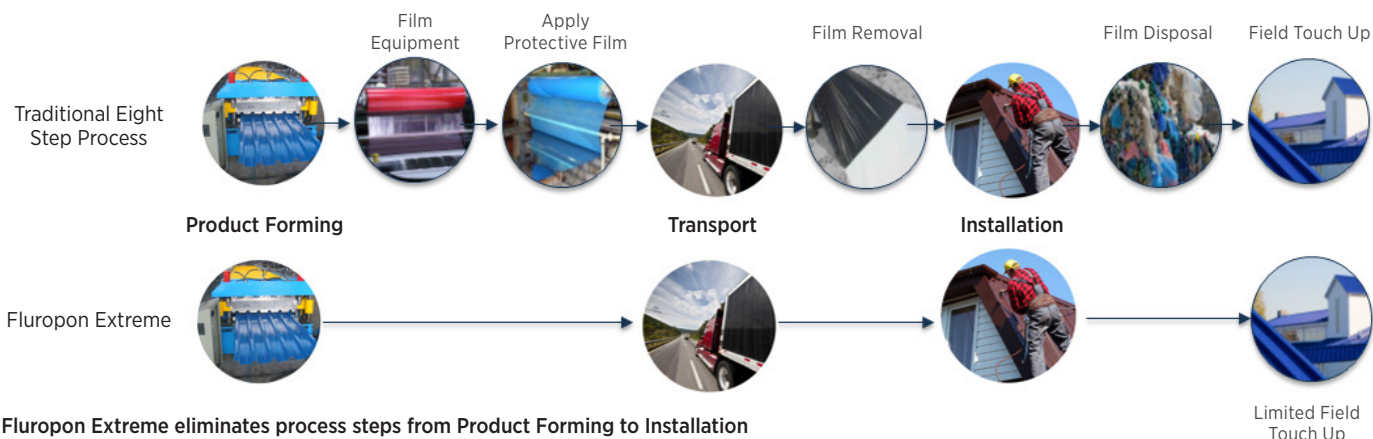 Film
Equipment
Apply
Protective Film
Film Removal
Film Disposal
Field Touch Up
Traditional Eight
Step Process
Product Forming
Transport
Installation
Fluropon Extreme
Limited Field
Touch Up
Fluropon Extreme eliminates process steps from Product Forming to Installation